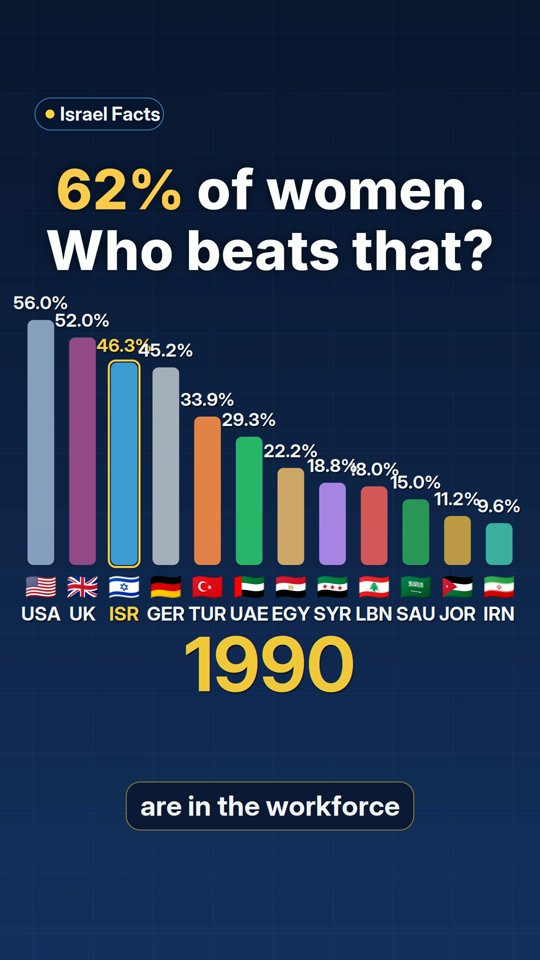 Israel Facts
62% of women.
Who beats that?
56.0%
52.0%
46.3%
45.2%
33.9%
29.3%
22.2%
18.8%
18.0%
15.0%
11.2%
9.6%
USA UK ISR GER TUR UAE EGY SYR LBN SAU JOR IRN
1990
are in the workforce